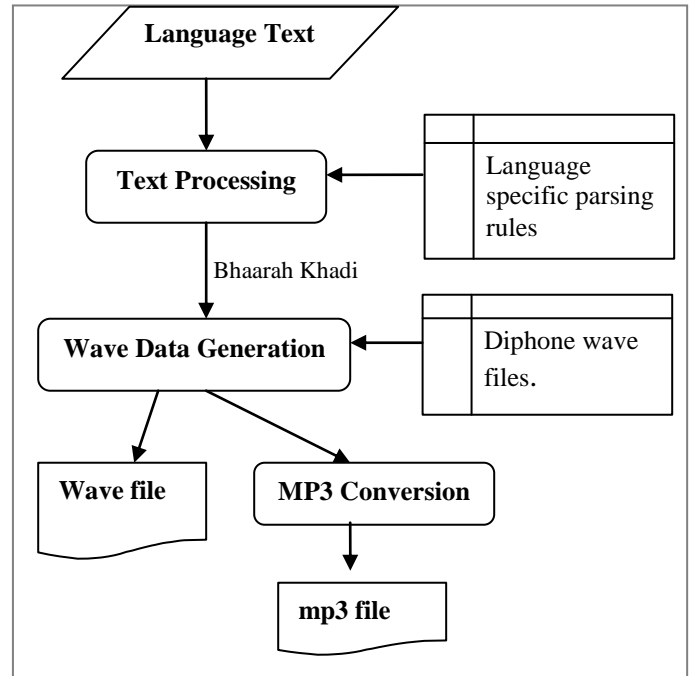 Language Text
Text Processing
Language
specific parsing
rules
Bhaarah Khadi
Wave Data Generation
Diphone wave
files.
Wave file
MP3 Conversion
mp3 file